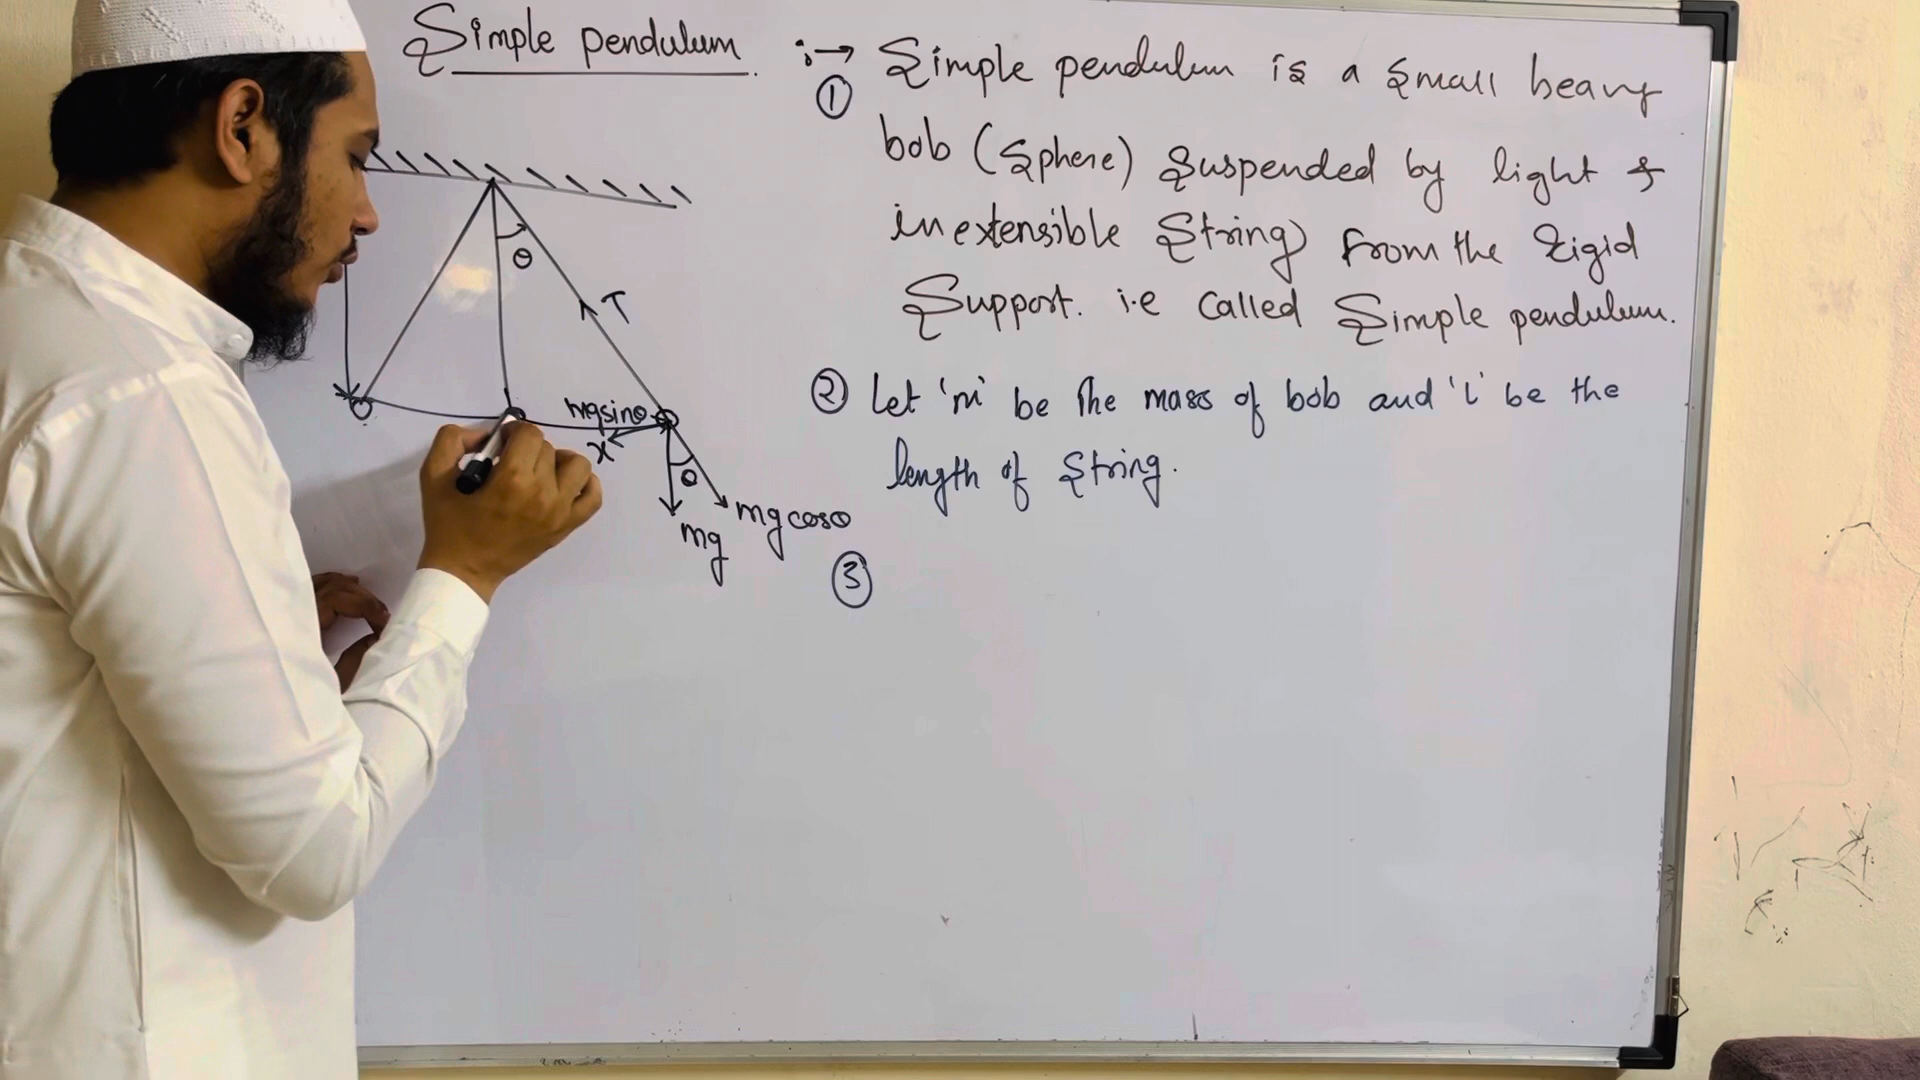 Simple pendulum :→ Simple pendulum is a small heavy
①
bob (Sphere) Suspended by light &
inextensible String from the rigid
Support. i.e Called Simple pendulum.
② Let 'm' be the mass of bob and 'l' be the
length of String.
③
θ
T
mgsinθ
x
θ
mgcosθ
mg